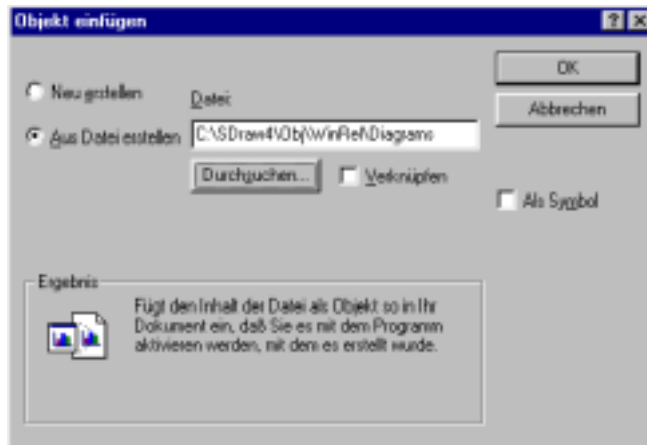 Objekt einfügen
OK
Neu erstellen
Datei:
Abbrechen
Aus Datei erstellen
C:\SDraw4\Obj\WinRel\Diagrams
Durchsuchen...
Verknüpfen
Als Symbol
Ergebnis
Fügt den Inhalt der Datei als Objekt so in Ihr
Dokument ein, daß Sie es mit dem Programm
aktivieren werden, mit dem es erstellt wurde.